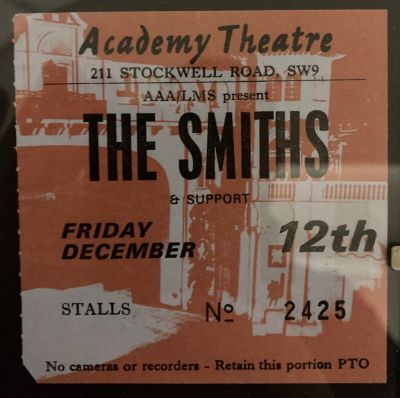 Academy Theatre
211 STOCKWELL ROAD, SW9
AAA/LMS present
THE SMITHS
& SUPPORT
FRIDAY 12th
DECEMBER
STALLS Nº 2425
No cameras or recorders - Retain this portion PTO